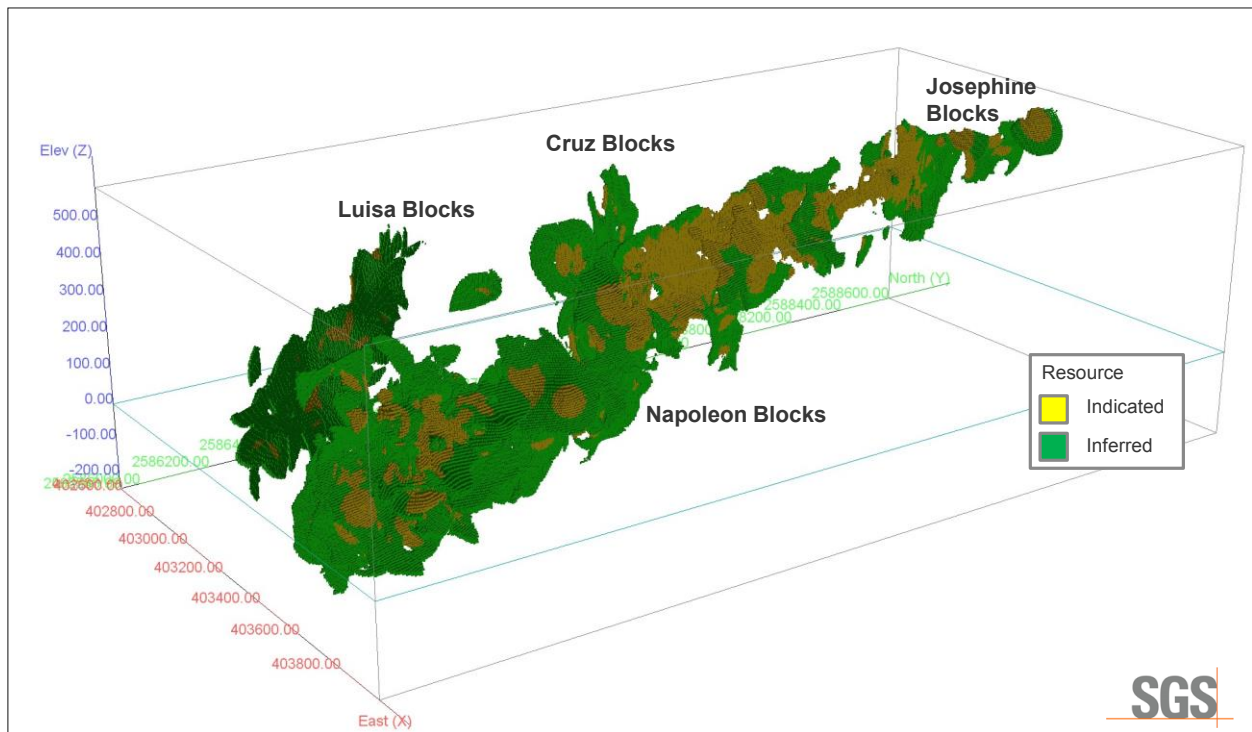 Josephine
Blocks
Cruz Blocks
Elev (Z)
Luisa Blocks
500.00
400.00
300.00
200.00
100.00
0.00
-100.00
-200.00
North (Y)
2588600.00
2588400.00
2586200.00
Napoleon Blocks
Resource
Indicated
Inferred
402800.00
403000.00
403200.00
403400.00
403600.00
403800.00
East (X)
SGS